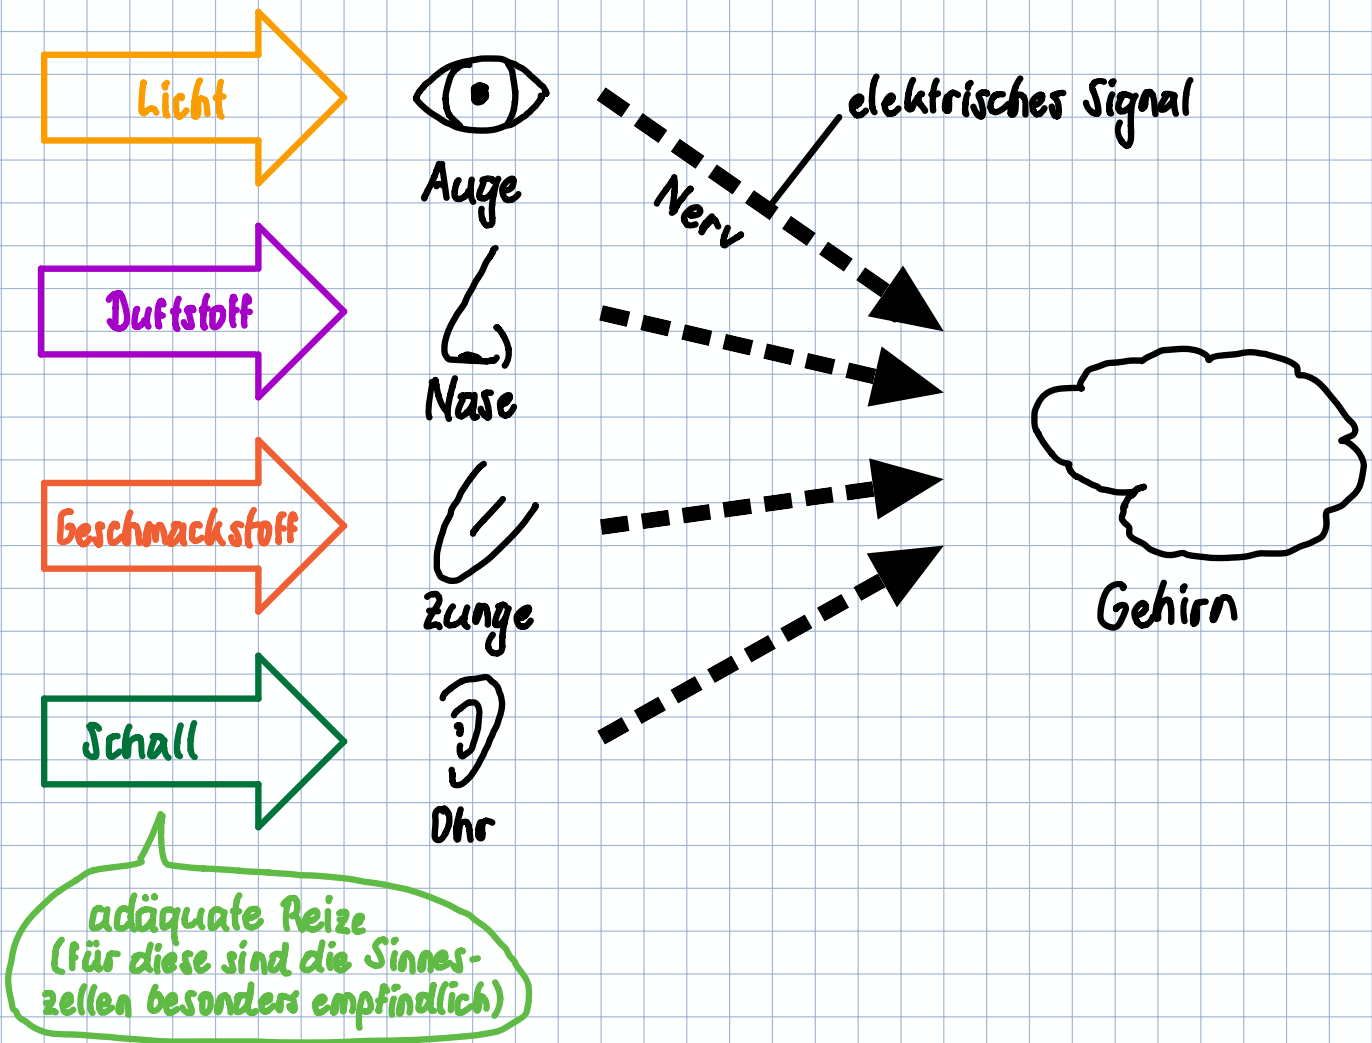 Licht
Auge
elektrisches Signal
Nerv
Duftstoff
Nase
Geschmackstoff
Zunge
Gehirn
Schall
Ohr
adäquate Reize
(für diese sind die Sinnes-
zellen besonders empfindlich)